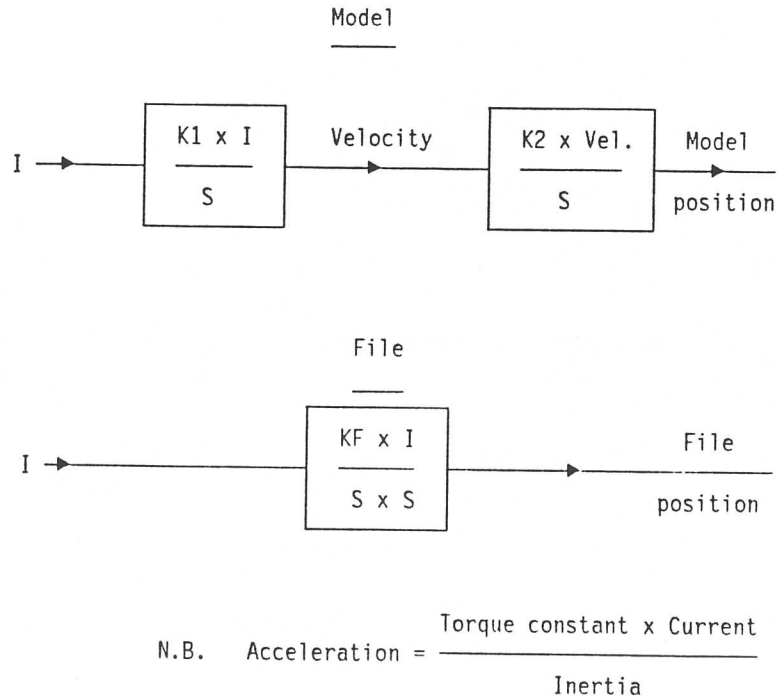 Model
K1 x I
Velocity
K2 x Vel.
Model
I
S
S
position
File
KF x I
File
I
S x S
position
Torque constant x Current
N.B. Acceleration =
Inertia